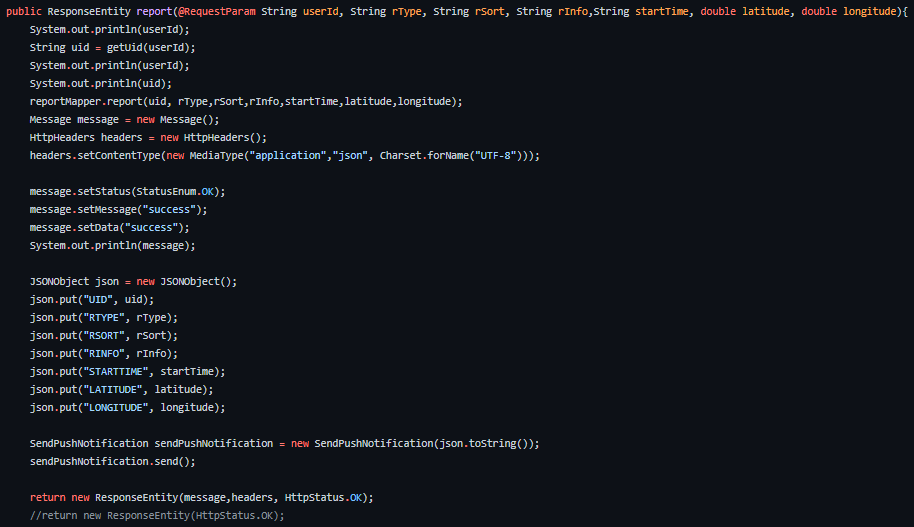 public ResponseEntity report(@RequestParam String userId, String rType, String rSort, String rInfo,String startTime, double latitude, double longitude){
System.out.println(userId);
String uid = getUid(userId);
System.out.println(userId);
System.out.println(uid);
reportMapper.report(uid, rType,rSort,rInfo,startTime,latitude,longitude);
Message message = new Message();
HttpHeaders headers = new HttpHeaders();
headers.setContentType(new MediaType("application","json", Charset.forName("UTF-8")));
message.setStatus(StatusEnum.OK);
message.setMessage("success");
message.setData("success");
System.out.println(message);
JSONObject json = new JSONObject();
json.put("UID", uid);
json.put("RTYPE", rType);
json.put("RSORT", rSort);
json.put("RINFO", rInfo);
json.put("STARTTIME", startTime);
json.put("LATITUDE", latitude);
json.put("LONGITUDE", longitude);
SendPushNotification sendPushNotification = new SendPushNotification(json.toString());
sendPushNotification.send();
return new ResponseEntity(message,headers, HttpStatus.OK);
//return new ResponseEntity(HttpStatus.OK);